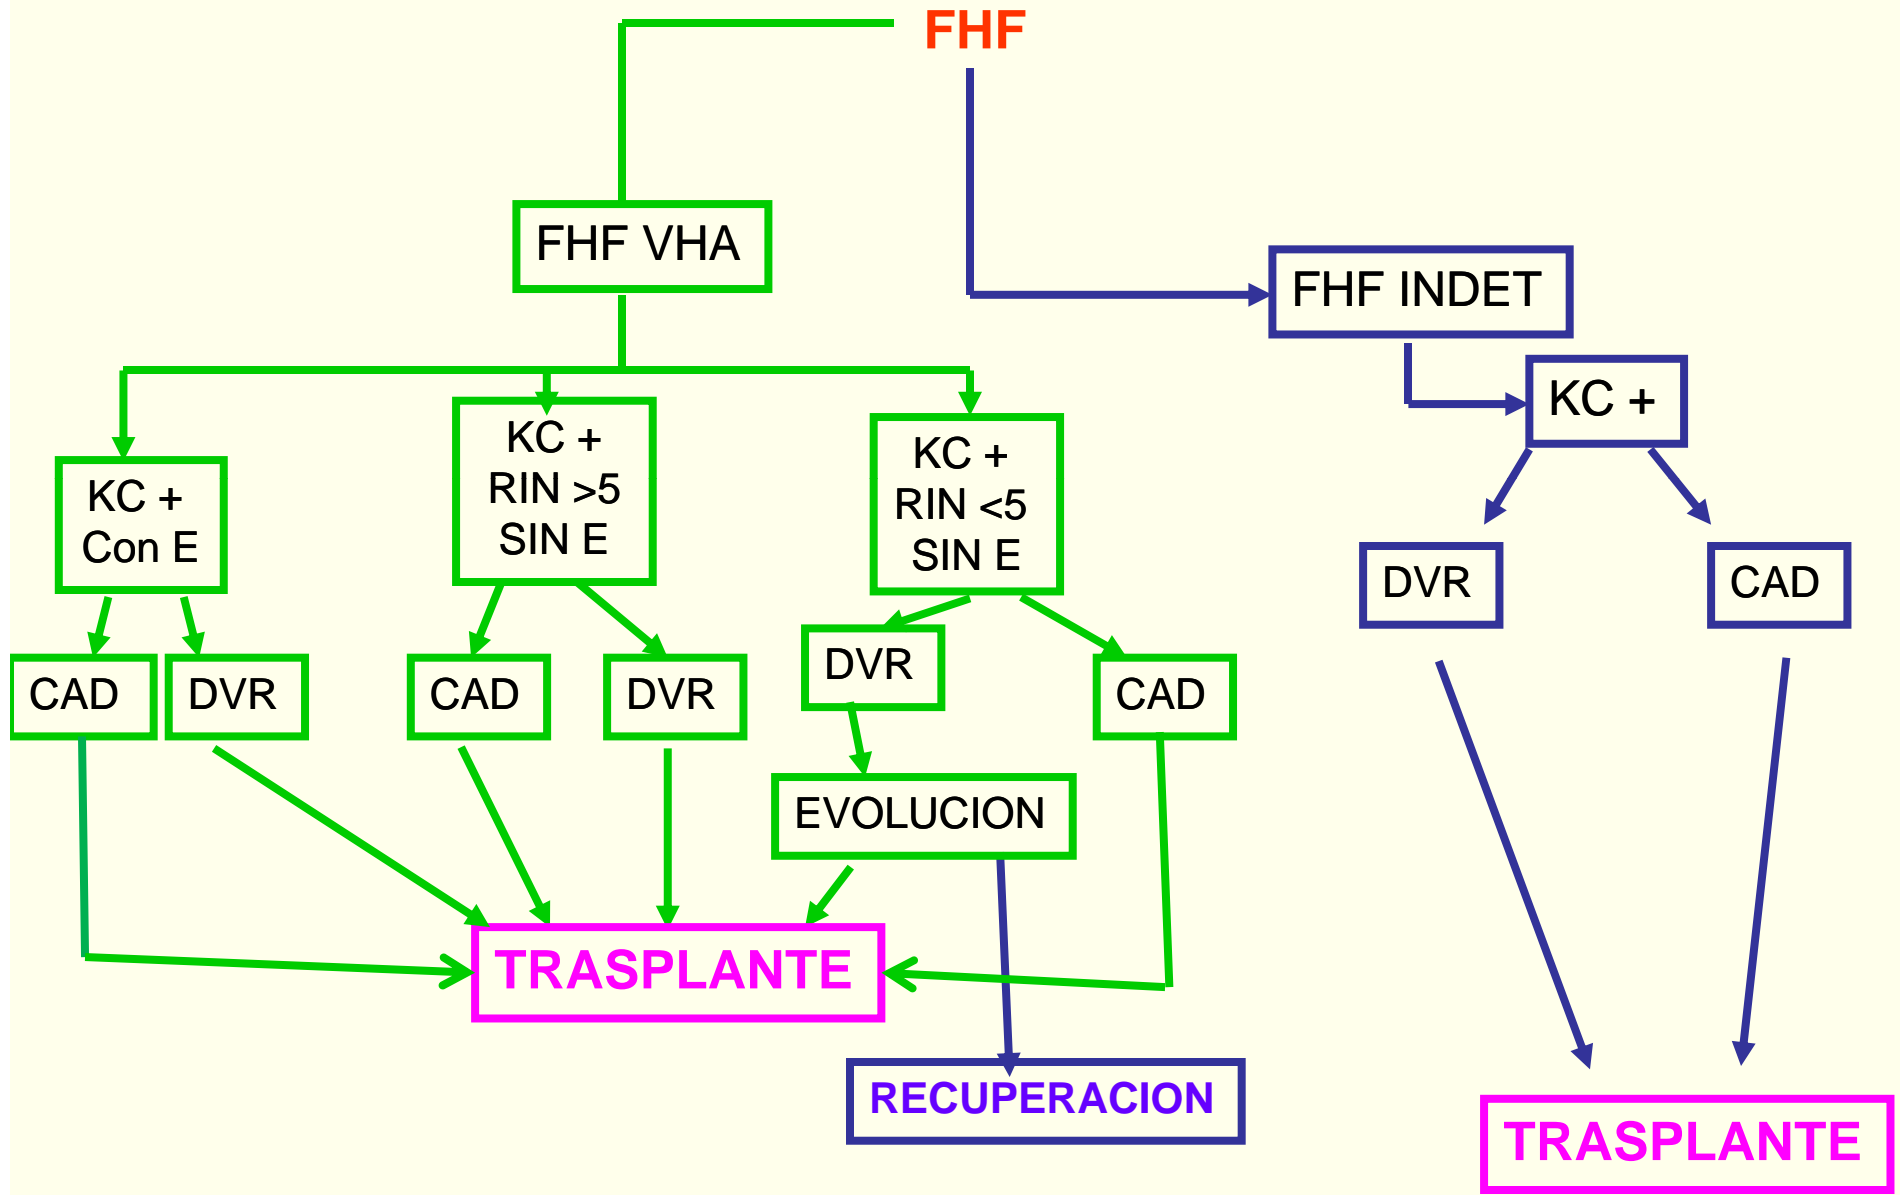 FHF
FHF VHA
FHF INDET
KC +
KC +
Con E
KC +
RIN >5
SIN E
KC +
RIN <5
SIN E
DVR
CAD
CAD
DVR
CAD
DVR
DVR
CAD
EVOLUCION
TRASPLANTE
RECUPERACION
TRASPLANTE